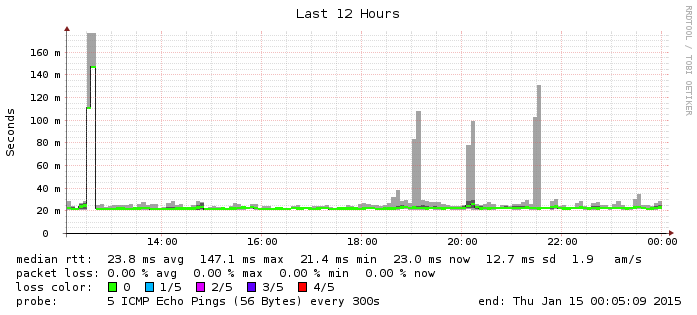 Last 12 Hours
RRDTOOL / TOBI OETIKER
Seconds
160 m
140 m
120 m
100 m
80 m
60 m
40 m
20 m
0
14:00 16:00 18:00 20:00 22:00 00:00
median rtt: 23.8 ms avg 147.1 ms max 21.4 ms min 23.0 ms now 12.7 ms sd 1.9 am/s
packet loss: 0.00 % avg 0.00 % max 0.00 % min 0.00 % now
loss color: 0 1/5 2/5 3/5 4/5
probe: 5 ICMP Echo Pings (56 Bytes) every 300s end: Thu Jan 15 00:05:09 2015